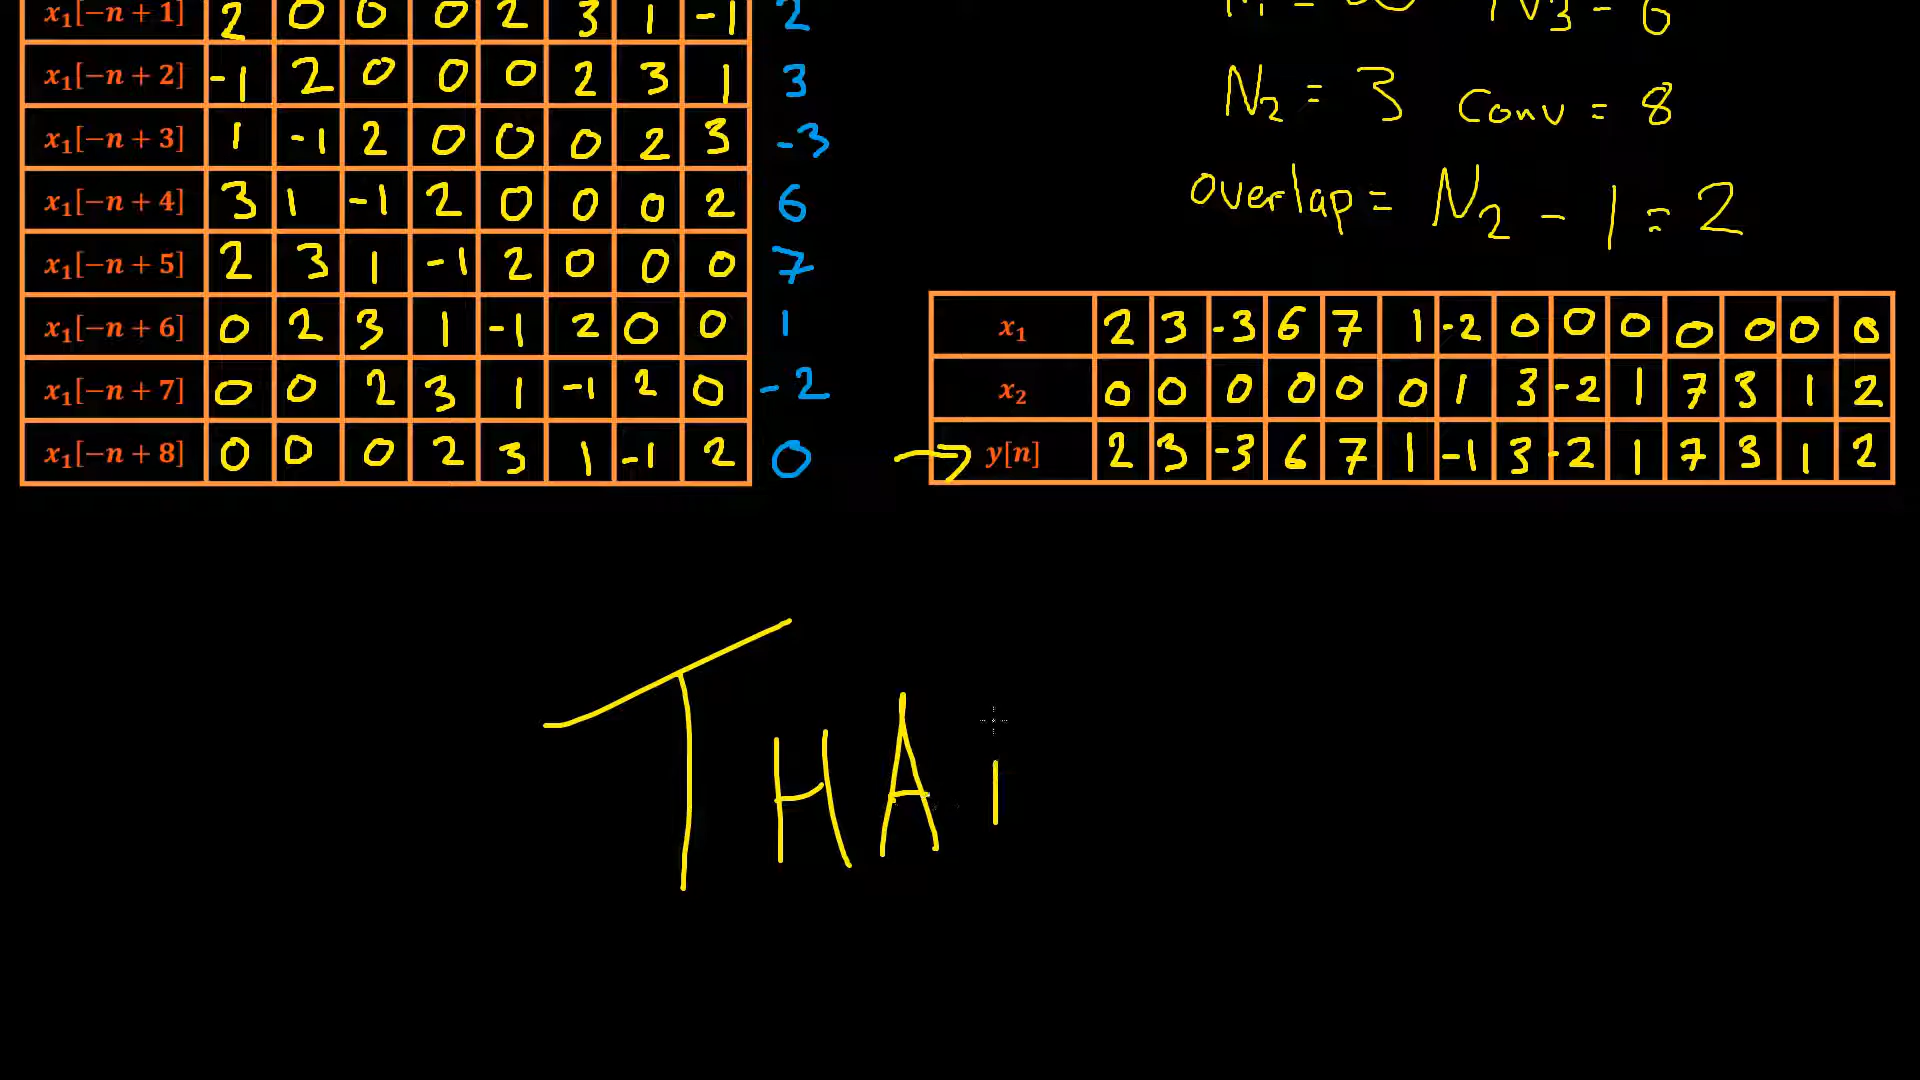 x₁[−n + 1] 2 0 0 0 2 3 1 -1 2
x₁[−n + 2] -1 2 0 0 0 2 3 1 3
x₁[−n + 3] 1 -1 2 0 0 0 2 3 -3
x₁[−n + 4] 3 1 -1 2 0 0 0 2 6
x₁[−n + 5] 2 3 1 -1 2 0 0 0 7
x₁[−n + 6] 0 2 3 1 -1 2 0 0 1
x₁[−n + 7] 0 0 2 3 1 -1 2 0 -2
x₁[−n + 8] 0 0 0 2 3 1 -1 2 0
N₃ = 6
N₂ = 3 Conv = 8
overlap = N₂ - 1 = 2
x₁ 2 3 -3 6 7 1 -2 0 0 0 0 0 0 0
x₂ 0 0 0 0 0 0 1 3 -2 1 7 3 1 2
y[n] 2 3 -3 6 7 1 -1 3 -2 1 7 3 1 2
THA